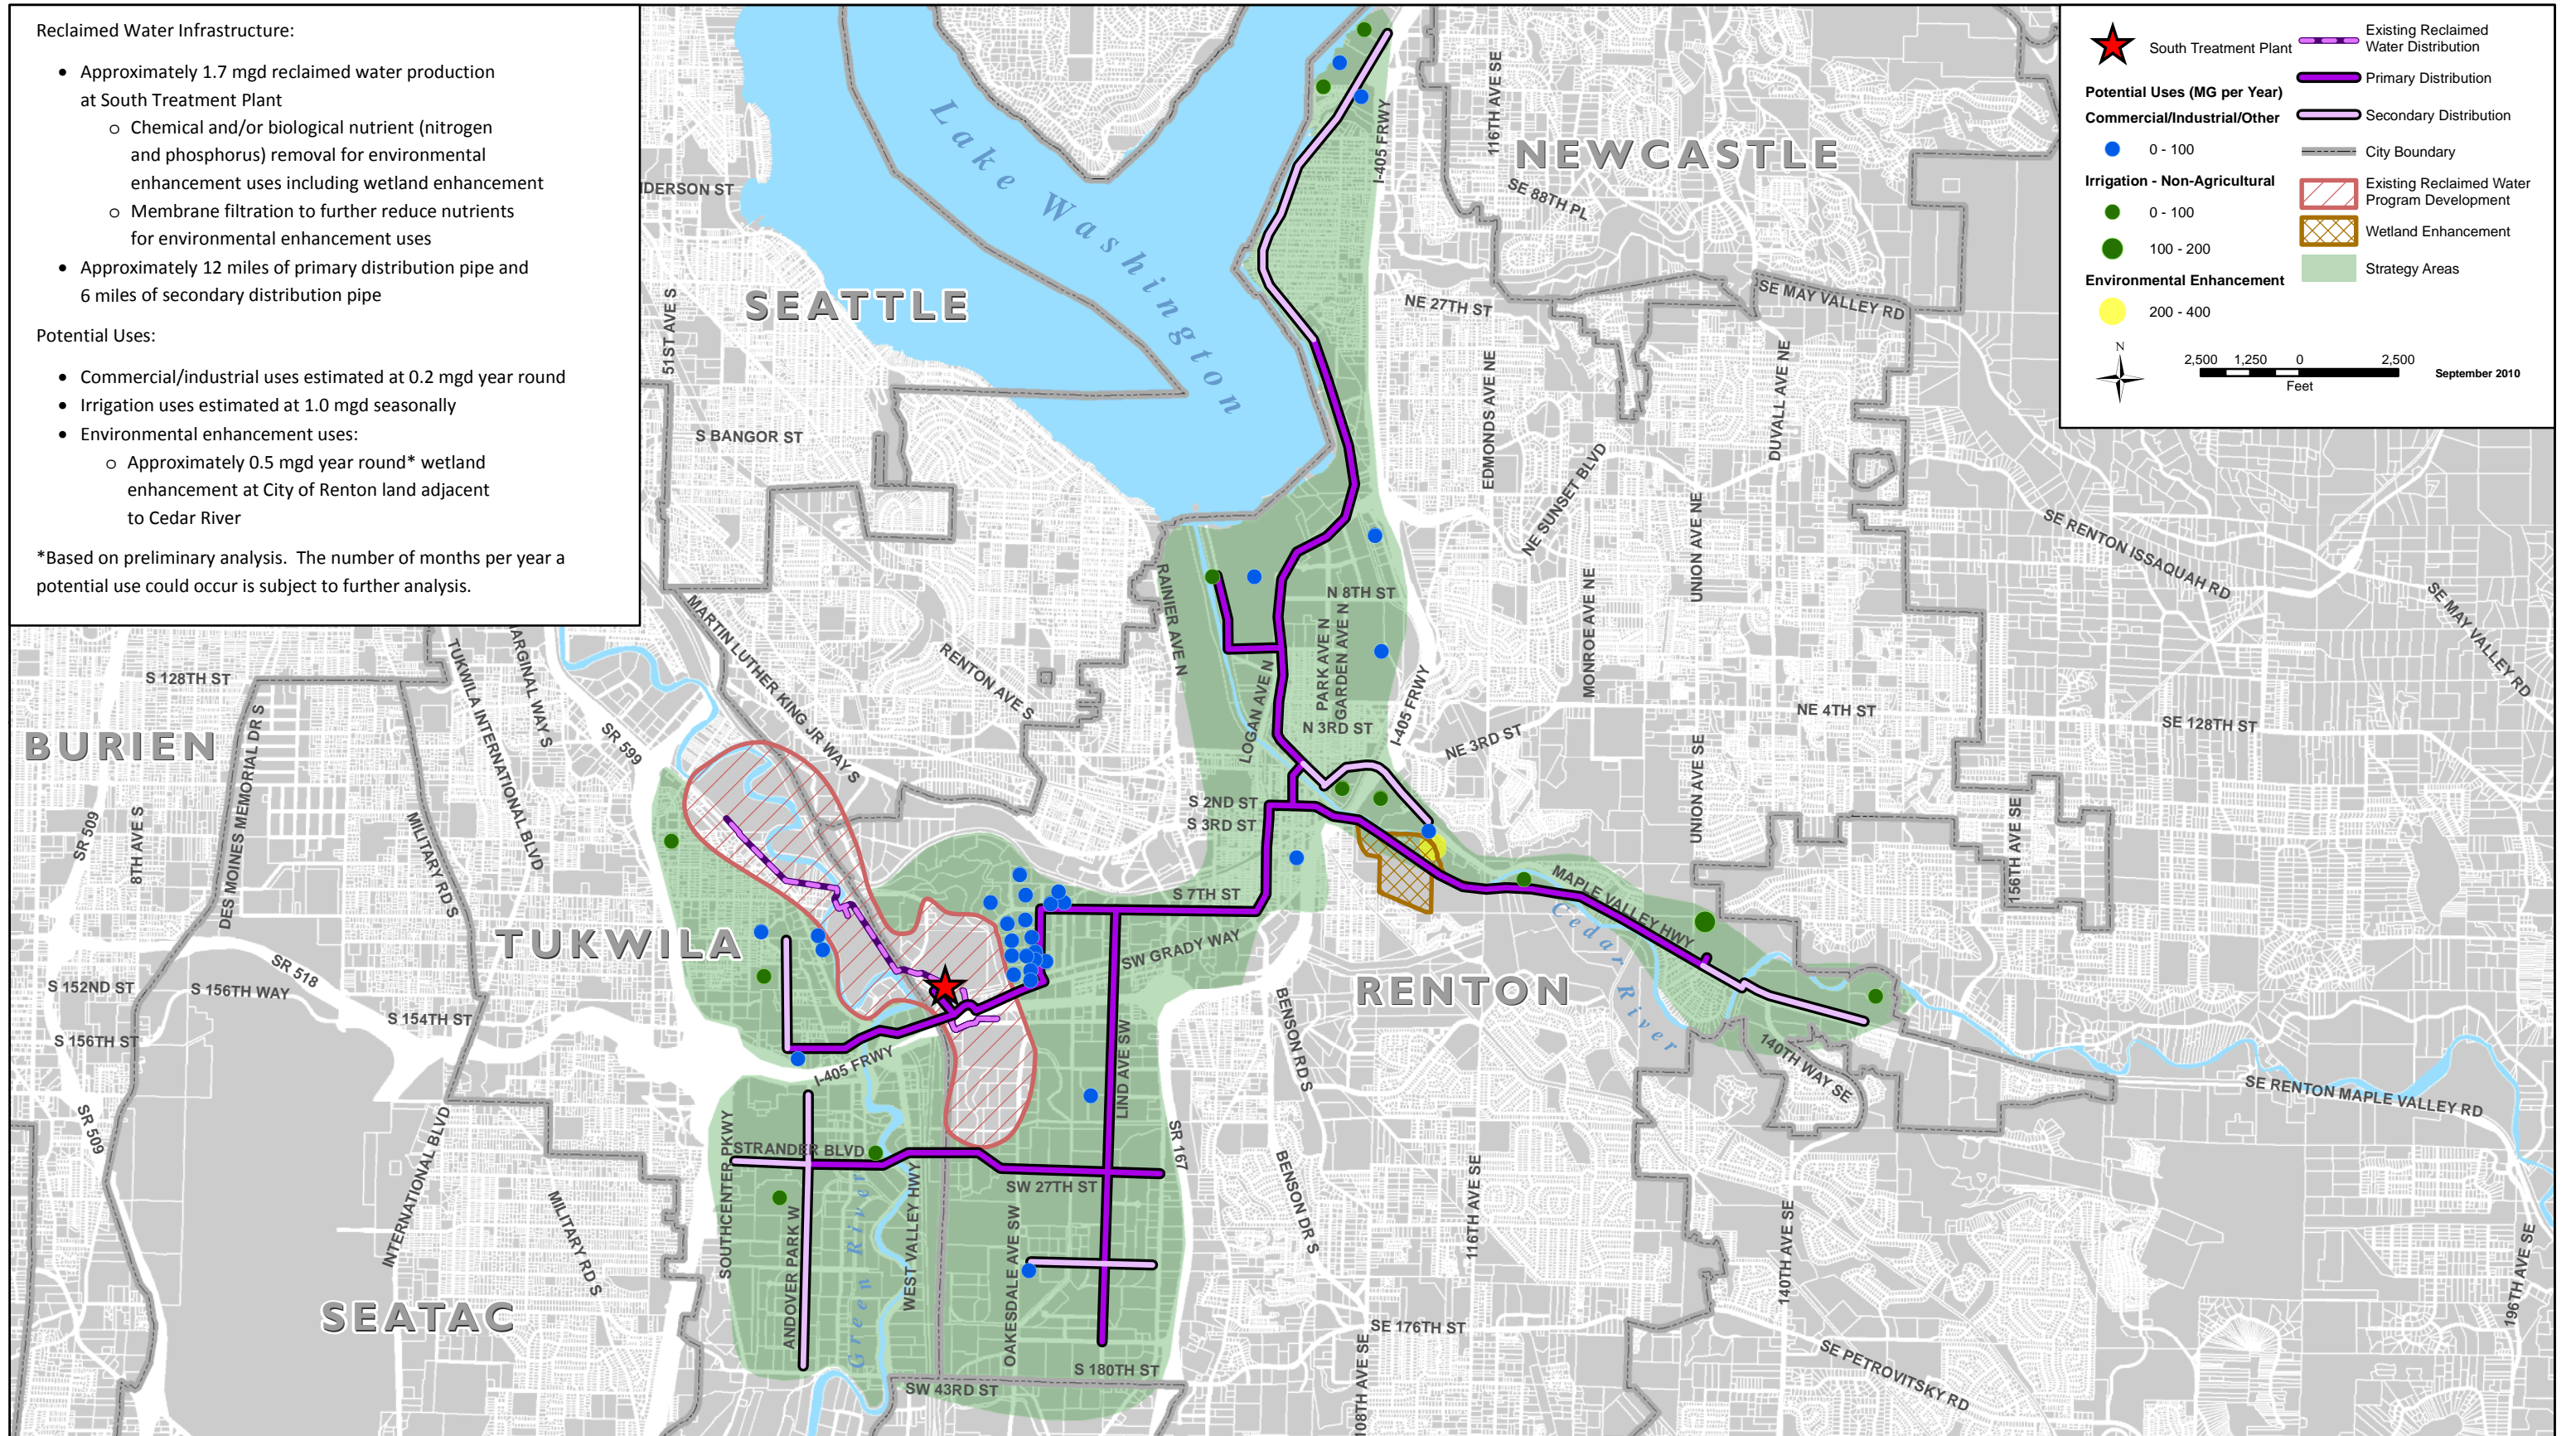 Reclaimed Water Infrastructure:
• Approximately 1.7 mgd reclaimed water production
at South Treatment Plant
o Chemical and/or biological nutrient (nitrogen
and phosphorus) removal for environmental
enhancement uses including wetland enhancement
o Membrane filtration to further reduce nutrients
for environmental enhancement uses
• Approximately 12 miles of primary distribution pipe and
6 miles of secondary distribution pipe
Potential Uses:
• Commercial/industrial uses estimated at 0.2 mgd year round
• Irrigation uses estimated at 1.0 mgd seasonally
• Environmental enhancement uses:
o Approximately 0.5 mgd year round* wetland
enhancement at City of Renton land adjacent
to Cedar River
*Based on preliminary analysis.  The number of months per year a
potential use could occur is subject to further analysis.
South Treatment Plant
Potential Uses (MG per Year)
Commercial/Industrial/Other
0 - 100
Irrigation - Non-Agricultural
0 - 100
100 - 200
Environmental Enhancement
200 - 400
Existing Reclaimed
Water Distribution
Primary Distribution
Secondary Distribution
City Boundary
Existing Reclaimed Water
Program Development
Wetland Enhancement
Strategy Areas
N
2,500 1,250 0 2,500
Feet
September 2010
Lake Washington
SEATTLE
NEWCASTLE
BURIEN
TUKWILA
RENTON
SEATAC
DERSON ST
51ST AVE S
S BANGOR ST
116TH AVE SE
I-405 FRWY
SE 88TH PL
NE 27TH ST
SE MAY VALLEY RD
EDMONDS AVE NE
DUVALL AVE NE
NE SUNSET BLVD
UNION AVE NE
SE RENTON ISSAQUAH RD
SE MAY VALLEY RD
MONROE AVE NE
RAINIER AVE N
N 8TH ST
PARK AVE N
GARDEN AVE N
LOGAN AVE N
N 3RD ST
I-405 FRWY
NE 3RD ST
NE 4TH ST
SE 128TH ST
MARTIN LUTHER KING JR WAY S
RENTON AVE S
S 128TH ST
DES MOINES MEMORIAL DR S
TUKWILA INTERNATIONAL BLVD
ARGINAL WAY S
SR 599
SR 509
8TH AVE S
MILITARY RD S
S 2ND ST
S 3RD ST
S 7TH ST
SW GRADY WAY
UNION AVE SE
156TH AVE SE
MAPLE VALLEY HWY
Cedar River
SR 518
S 152ND ST
S 156TH WAY
S 154TH ST
S 156TH ST
SR 509
I-405 FRWY
BENSON RD S
140TH WAY SE
SE RENTON MAPLE VALLEY RD
LIND AVE SW
SR 167
SOUTHCENTER PKWY
STRANDER BLVD
SW 27TH ST
INTERNATIONAL BLVD
MILITARY RD S
ANDOVER PARK W
Green River
WEST VALLEY HWY
OAKESDALE AVE SW
BENSON DR S
116TH AVE SE
140TH AVE SE
196TH AVE SE
SE 176TH ST
108TH AVE SE
S 180TH ST
SW 43RD ST
SE PETROVITSKY RD